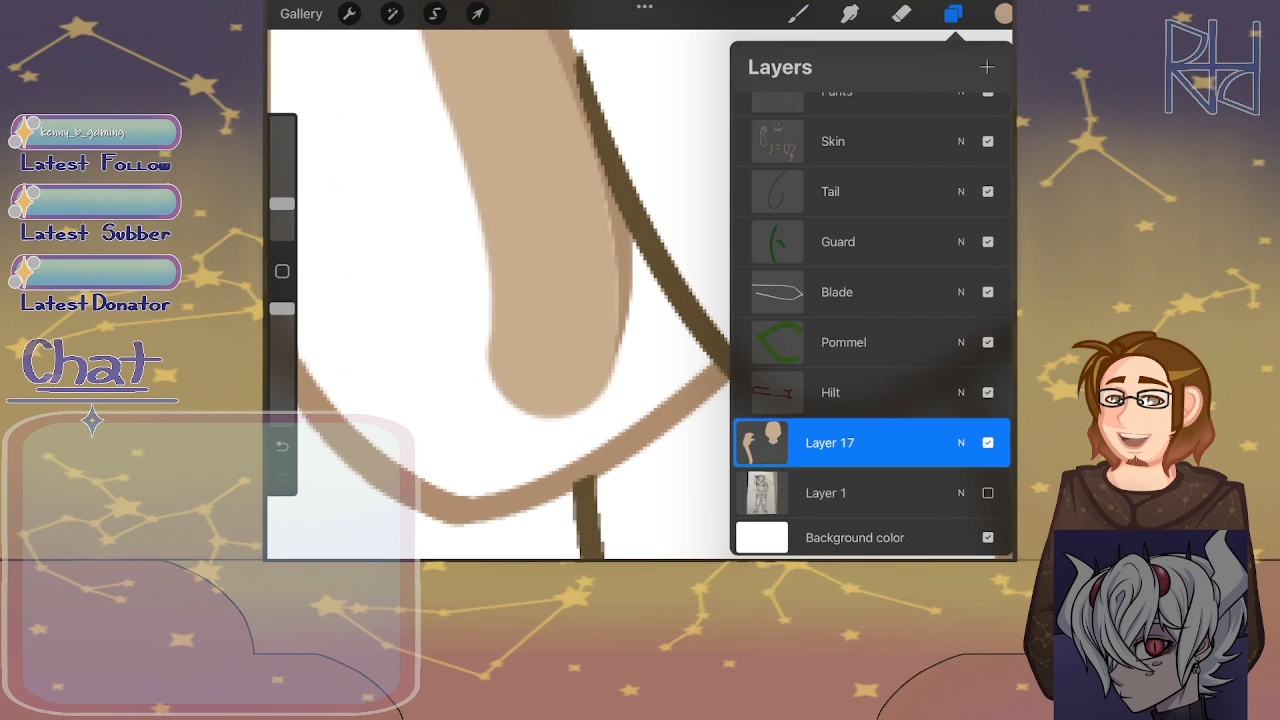 Gallery
Layers
Pants N
Skin N
Tail N
Guard N
Blade N
Pommel N
Hilt N
Layer 17 N
Layer 1 N
Background color
kenny_b_gaming
Latest Follow
Latest Subber
Latest Donator
Chat